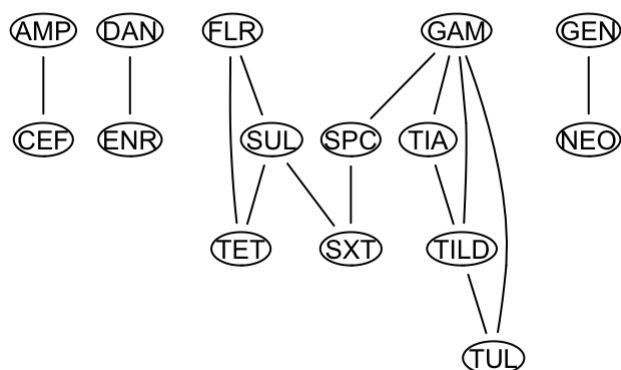 AMP DAN FLR GAM GEN
CEF ENR SUL SPC TIA NEO
TET SXT TILD
TUL